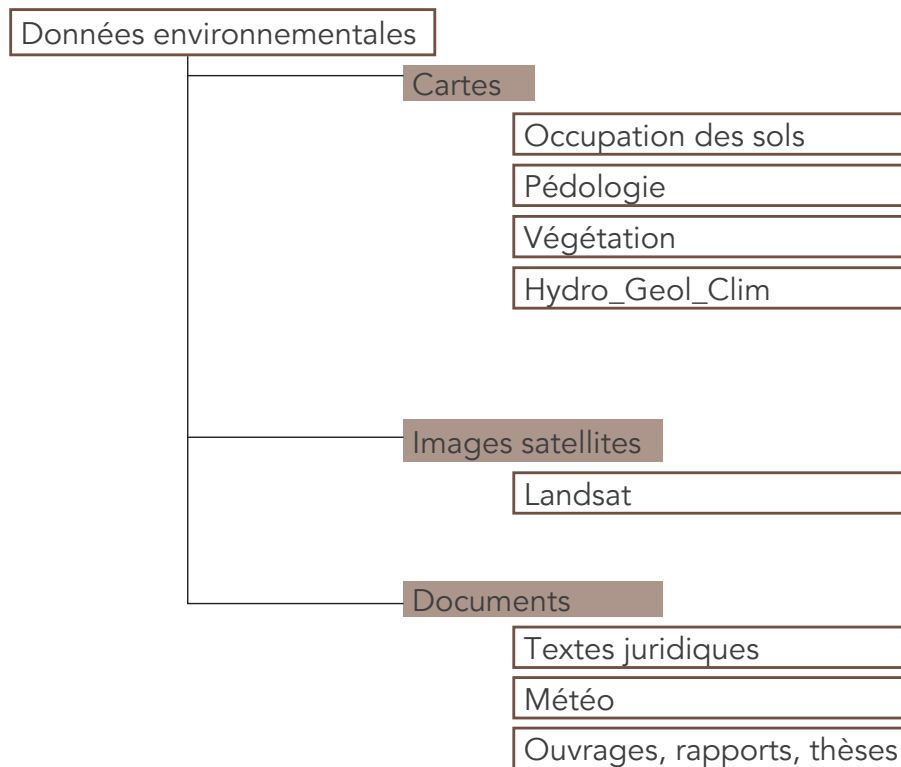 Données environnementales
Cartes
Occupation des sols
Pédologie
Végétation
Hydro_Geol_Clim
Images satellites
Landsat
Documents
Textes juridiques
Météo
Ouvrages, rapports, thèses